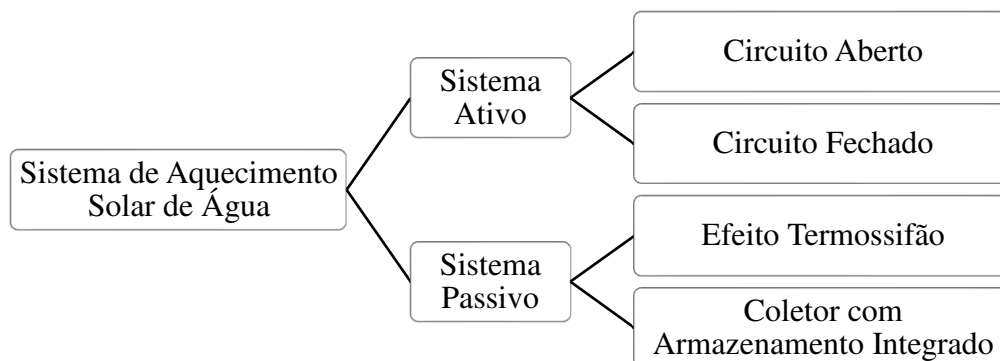 Sistema de Aquecimento
Solar de Água
Sistema
Ativo
Circuito Aberto
Circuito Fechado
Sistema
Passivo
Efeito Termossifão
Coletor com
Armazenamento Integrado